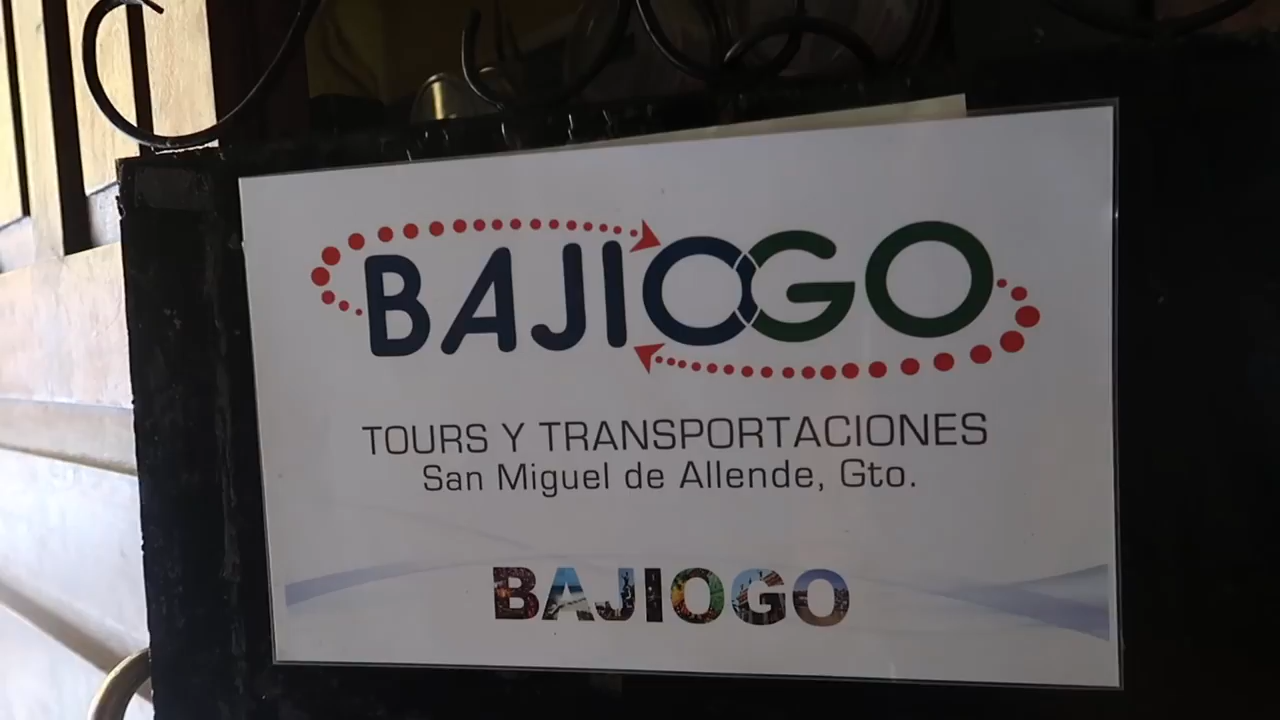 BAJIOGO
TOURS Y TRANSPORTACIONES
San Miguel de Allende, Gto.
BAJIOGO